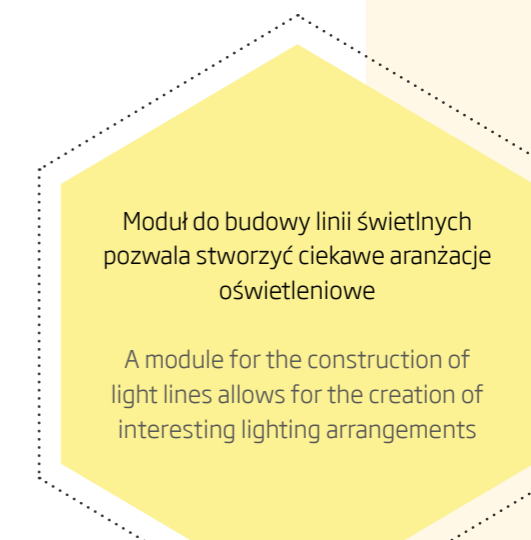 Moduł do budowy linii świetlnych
pozwala stworzyć ciekawe aranżacje
oświetleniowe
A module for the construction of
light lines allows for the creation of
interesting lighting arrangements